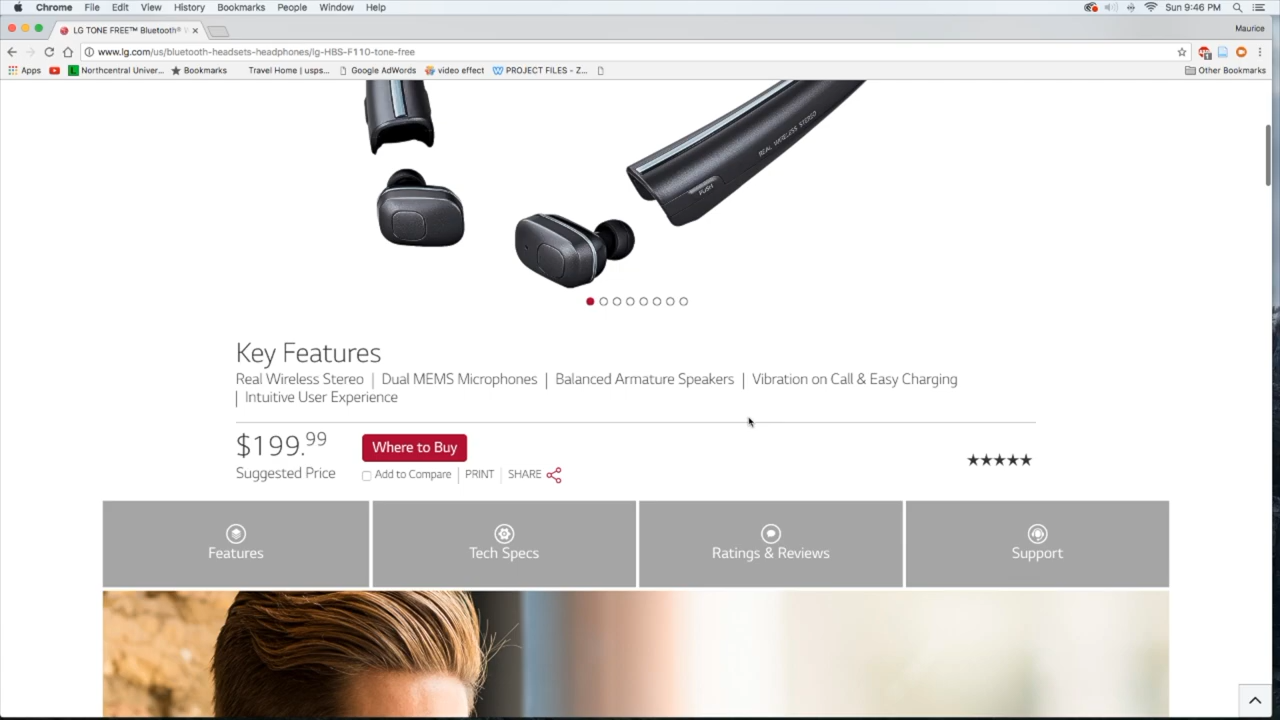 Chrome File Edit View History Bookmarks People Window Help Sun 9:46 PM
LG TONE FREE™ Bluetooth® Maurice
www.lg.com/us/bluetooth-headsets-headphones/lg-HBS-F110-tone-free
Apps Northcentral Univer... Bookmarks Travel Home | usps... Google AdWords video effect PROJECT FILES - Z... Other Bookmarks
REAL WIRELESS STEREO
PUSH
Key Features
Real Wireless Stereo | Dual MEMS Microphones | Balanced Armature Speakers | Vibration on Call & Easy Charging
| Intuitive User Experience
$199.99 Where to Buy
Suggested Price Add to Compare | PRINT | SHARE
Features Tech Specs Ratings & Reviews Support